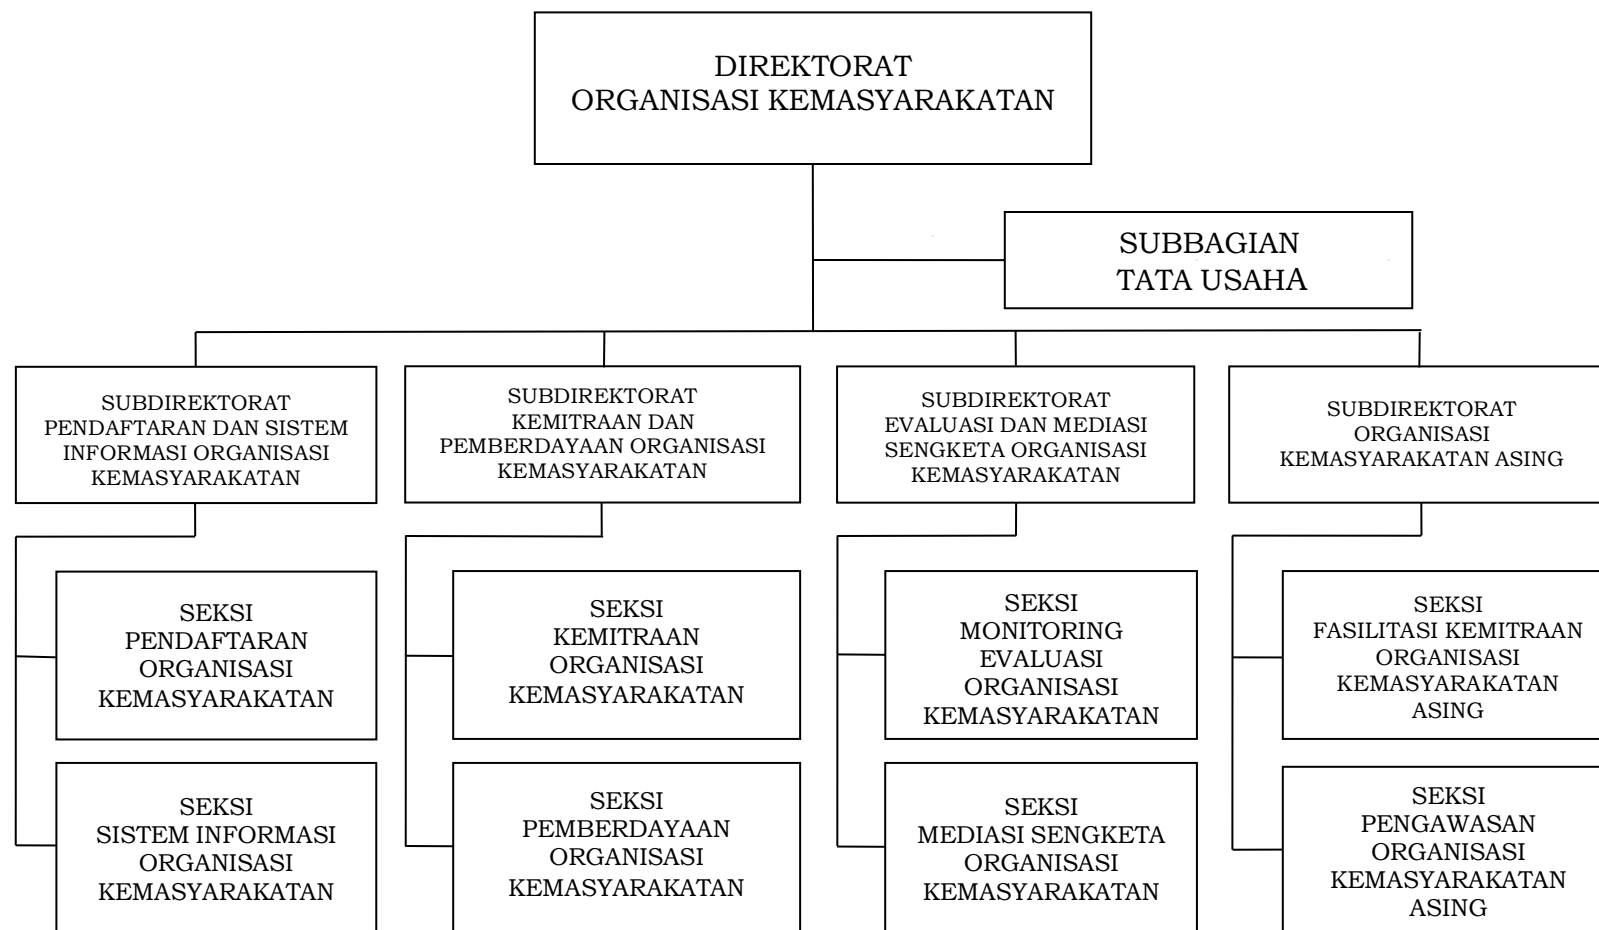 DIREKTORAT
ORGANISASI KEMASYARAKATAN
SUBBAGIAN
TATA USAHA
SUBDIREKTORAT
PENDAFTARAN DAN SISTEM
INFORMASI ORGANISASI
KEMASYARAKATAN
SUBDIREKTORAT
KEMITRAAN DAN
PEMBERDAYAAN ORGANISASI
KEMASYARAKATAN
SUBDIREKTORAT
EVALUASI DAN MEDIASI
SENGKETA ORGANISASI
KEMASYARAKATAN
SUBDIREKTORAT
ORGANISASI
KEMASYARAKATAN ASING
SEKSI
PENDAFTARAN
ORGANISASI
KEMASYARAKATAN
SEKSI
KEMITRAAN
ORGANISASI
KEMASYARAKATAN
SEKSI
MONITORING
EVALUASI
ORGANISASI
KEMASYARAKATAN
SEKSI
FASILITASI KEMITRAAN
ORGANISASI
KEMASYARAKATAN
ASING
SEKSI
SISTEM INFORMASI
ORGANISASI
KEMASYARAKATAN
SEKSI
PEMBERDAYAAN
ORGANISASI
KEMASYARAKATAN
SEKSI
MEDIASI SENGKETA
ORGANISASI
KEMASYARAKATAN
SEKSI
PENGAWASAN
ORGANISASI
KEMASYARAKATAN
ASING